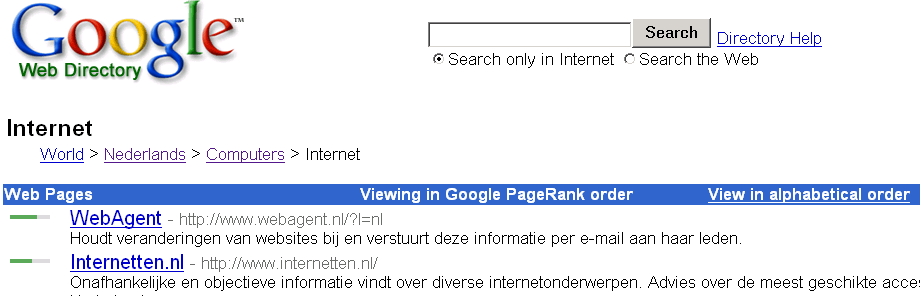 Google™
Web Directory
Search
Directory Help
Search only in Internet Search the Web
Internet
World > Nederlands > Computers > Internet
Web Pages Viewing in Google PageRank order View in alphabetical order
WebAgent - http://www.webagent.nl/?l=nl
Houdt veranderingen van websites bij en verstuurt deze informatie per e-mail aan haar leden.
Internetten.nl - http://www.internetten.nl/
Onafhankelijke en objectieve informatie vindt over diverse internetonderwerpen. Advies over de meest geschikte acce